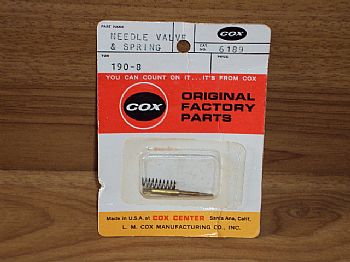 PART NAME
NEEDLE VALVE
& SPRING
COX
CAT. NO.
6189
FOR
190-8
PRICE
YOU CAN COUNT ON IT...IT'S FROM COX
COX
ORIGINAL
FACTORY
PARTS
Made in U.S.A. at COX CENTER Santa Ana, Calif.
L. M. COX MANUFACTURING CO., INC.